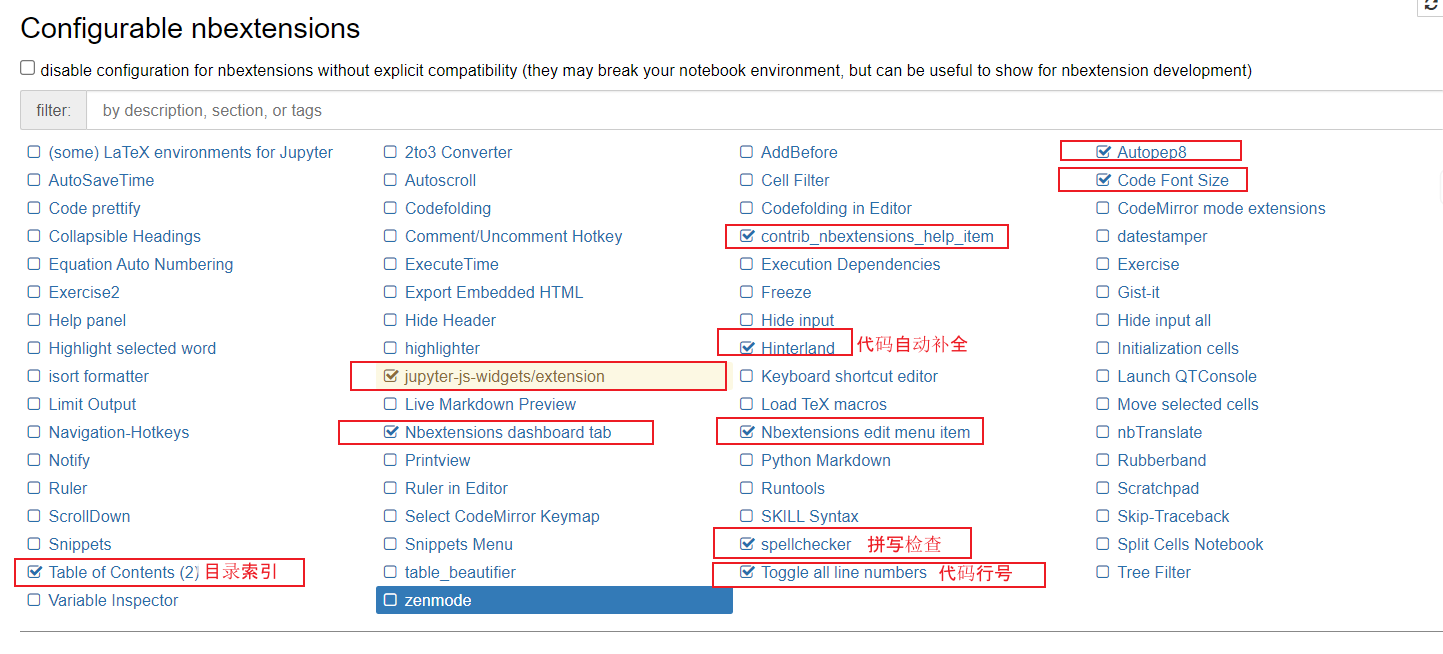 Configurable nbextensions
disable configuration for nbextensions without explicit compatibility (they may break your notebook environment, but can be useful to show for nbextension development)
filter: by description, section, or tags
(some) LaTeX environments for Jupyter 2to3 Converter AddBefore Autopep8
AutoSaveTime Autoscroll Cell Filter Code Font Size
Code prettify Codefolding Codefolding in Editor CodeMirror mode extensions
Collapsible Headings Comment/Uncomment Hotkey contrib_nbextensions_help_item datestamper
Equation Auto Numbering ExecuteTime Execution Dependencies Exercise
Exercise2 Export Embedded HTML Freeze Gist-it
Help panel Hide Header Hide input Hide input all
Highlight selected word highlighter Hinterland 代码自动补全 Initialization cells
isort formatter jupyter-js-widgets/extension Keyboard shortcut editor Launch QTConsole
Limit Output Live Markdown Preview Load TeX macros Move selected cells
Navigation-Hotkeys Nbextensions dashboard tab Nbextensions edit menu item nbTranslate
Notify Printview Python Markdown Rubberband
Ruler Ruler in Editor Runtools Scratchpad
ScrollDown Select CodeMirror Keymap SKILL Syntax Skip-Traceback
Snippets Snippets Menu spellchecker 拼写检查 Split Cells Notebook
Table of Contents (2) 目录索引 table_beautifier Toggle all line numbers 代码行号 Tree Filter
Variable Inspector zenmode